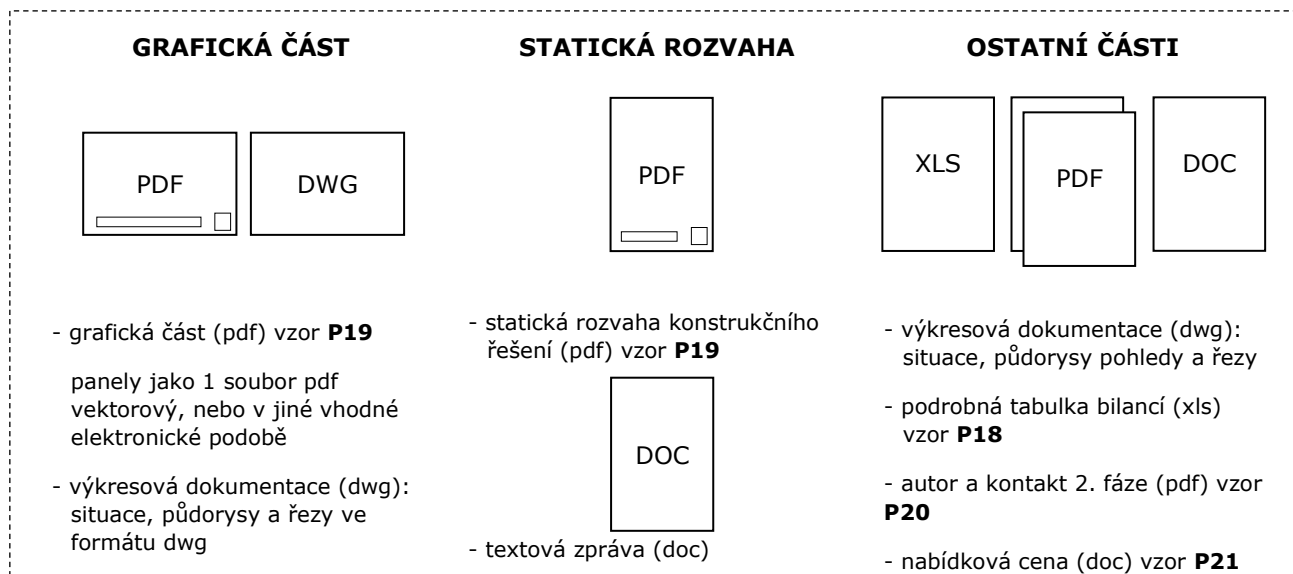 GRAFICKÁ ČÁST
PDF
DWG
- grafická část (pdf) vzor P19
panely jako 1 soubor pdf
vektorový, nebo v jiné vhodné
elektronické podobě
- výkresová dokumentace (dwg):
situace, půdorysy a řezy ve
formátu dwg
STATICKÁ ROZVAHA
PDF
- statická rozvaha konstrukčního
řešení (pdf) vzor P19
DOC
- textová zpráva (doc)
OSTATNÍ ČÁSTI
XLS
PDF
DOC
- výkresová dokumentace (dwg):
situace, půdorysy pohledy a řezy
- podrobná tabulka bilancí (xls)
vzor P18
- autor a kontakt 2. fáze (pdf) vzor
P20
- nabídková cena (doc) vzor P21